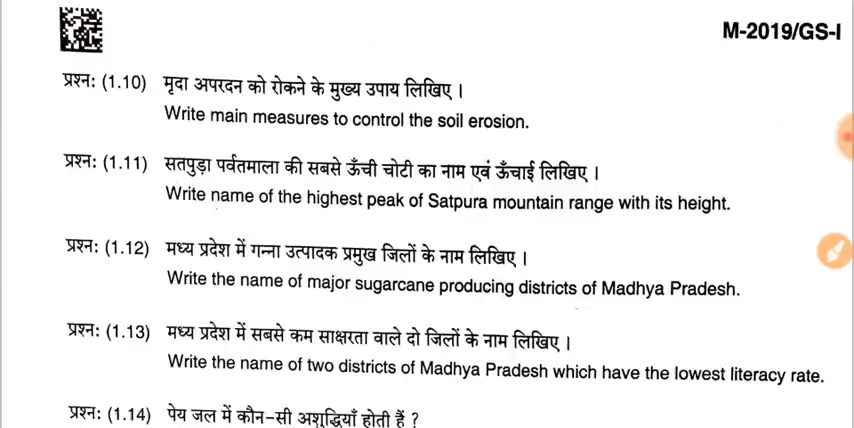 M-2019/GS-I
प्रश्न: (1.10) मृदा अपरदन को रोकने के मुख्य उपाय लिखिए ।
Write main measures to control the soil erosion.
प्रश्न: (1.11) सतपुड़ा पर्वतमाला की सबसे ऊँची चोटी का नाम एवं ऊँचाई लिखिए ।
Write name of the highest peak of Satpura mountain range with its height.
प्रश्न: (1.12) मध्य प्रदेश में गन्ना उत्पादक प्रमुख जिलों के नाम लिखिए ।
Write the name of major sugarcane producing districts of Madhya Pradesh.
प्रश्न: (1.13) मध्य प्रदेश में सबसे कम साक्षरता वाले दो जिलों के नाम लिखिए ।
Write the name of two districts of Madhya Pradesh which have the lowest literacy rate.
प्रश्न: (1.14) पेय जल में कौन-सी अशुद्धियाँ होती हैं ?